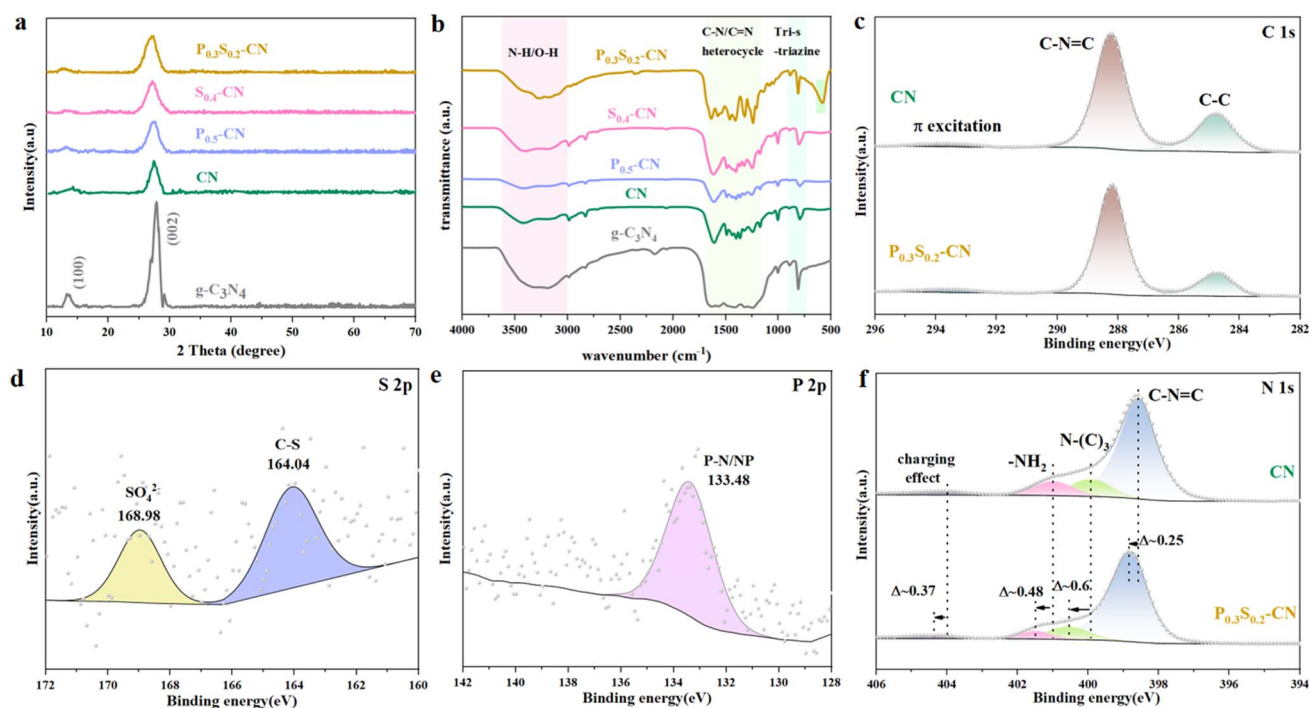 a
P₀.₃S₀.₂-CN
S₀.₄-CN
P₀.₅-CN
CN
(002)
(100)
g-C₃N₄
Intensity(a.u)
10 20 30 40 50 60 70
2 Theta (degree)
b
C-N/C=N
heterocycle
Tri-s
-triazine
N-H/O-H
P₀.₃S₀.₂-CN
S₀.₄-CN
P₀.₅-CN
CN
g-C₃N₄
transmittance (a.u.)
4000 3500 3000 2500 2000 1500 1000 500
wavenumber (cm⁻¹)
c
C 1s
C-N=C
CN
C-C
π excitation
P₀.₃S₀.₂-CN
Intensity(a.u.)
296 294 292 290 288 286 284 282
Binding energy(eV)
d
S 2p
C-S
164.04
SO₄²⁻
168.98
Intensity(a.u.)
172 170 168 166 164 162 160
Binding energy(eV)
e
P 2p
P-N/NP
133.48
Intensity(a.u.)
142 140 138 136 134 132 130 128
Binding energy(eV)
f
N 1s
C-N=C
N-(C)₃
-NH₂
charging
effect
CN
Δ~0.25
Δ~0.6
Δ~0.48
Δ~0.37
P₀.₃S₀.₂-CN
Intensity(a.u.)
406 404 402 400 398 396 394
Binding energy(eV)